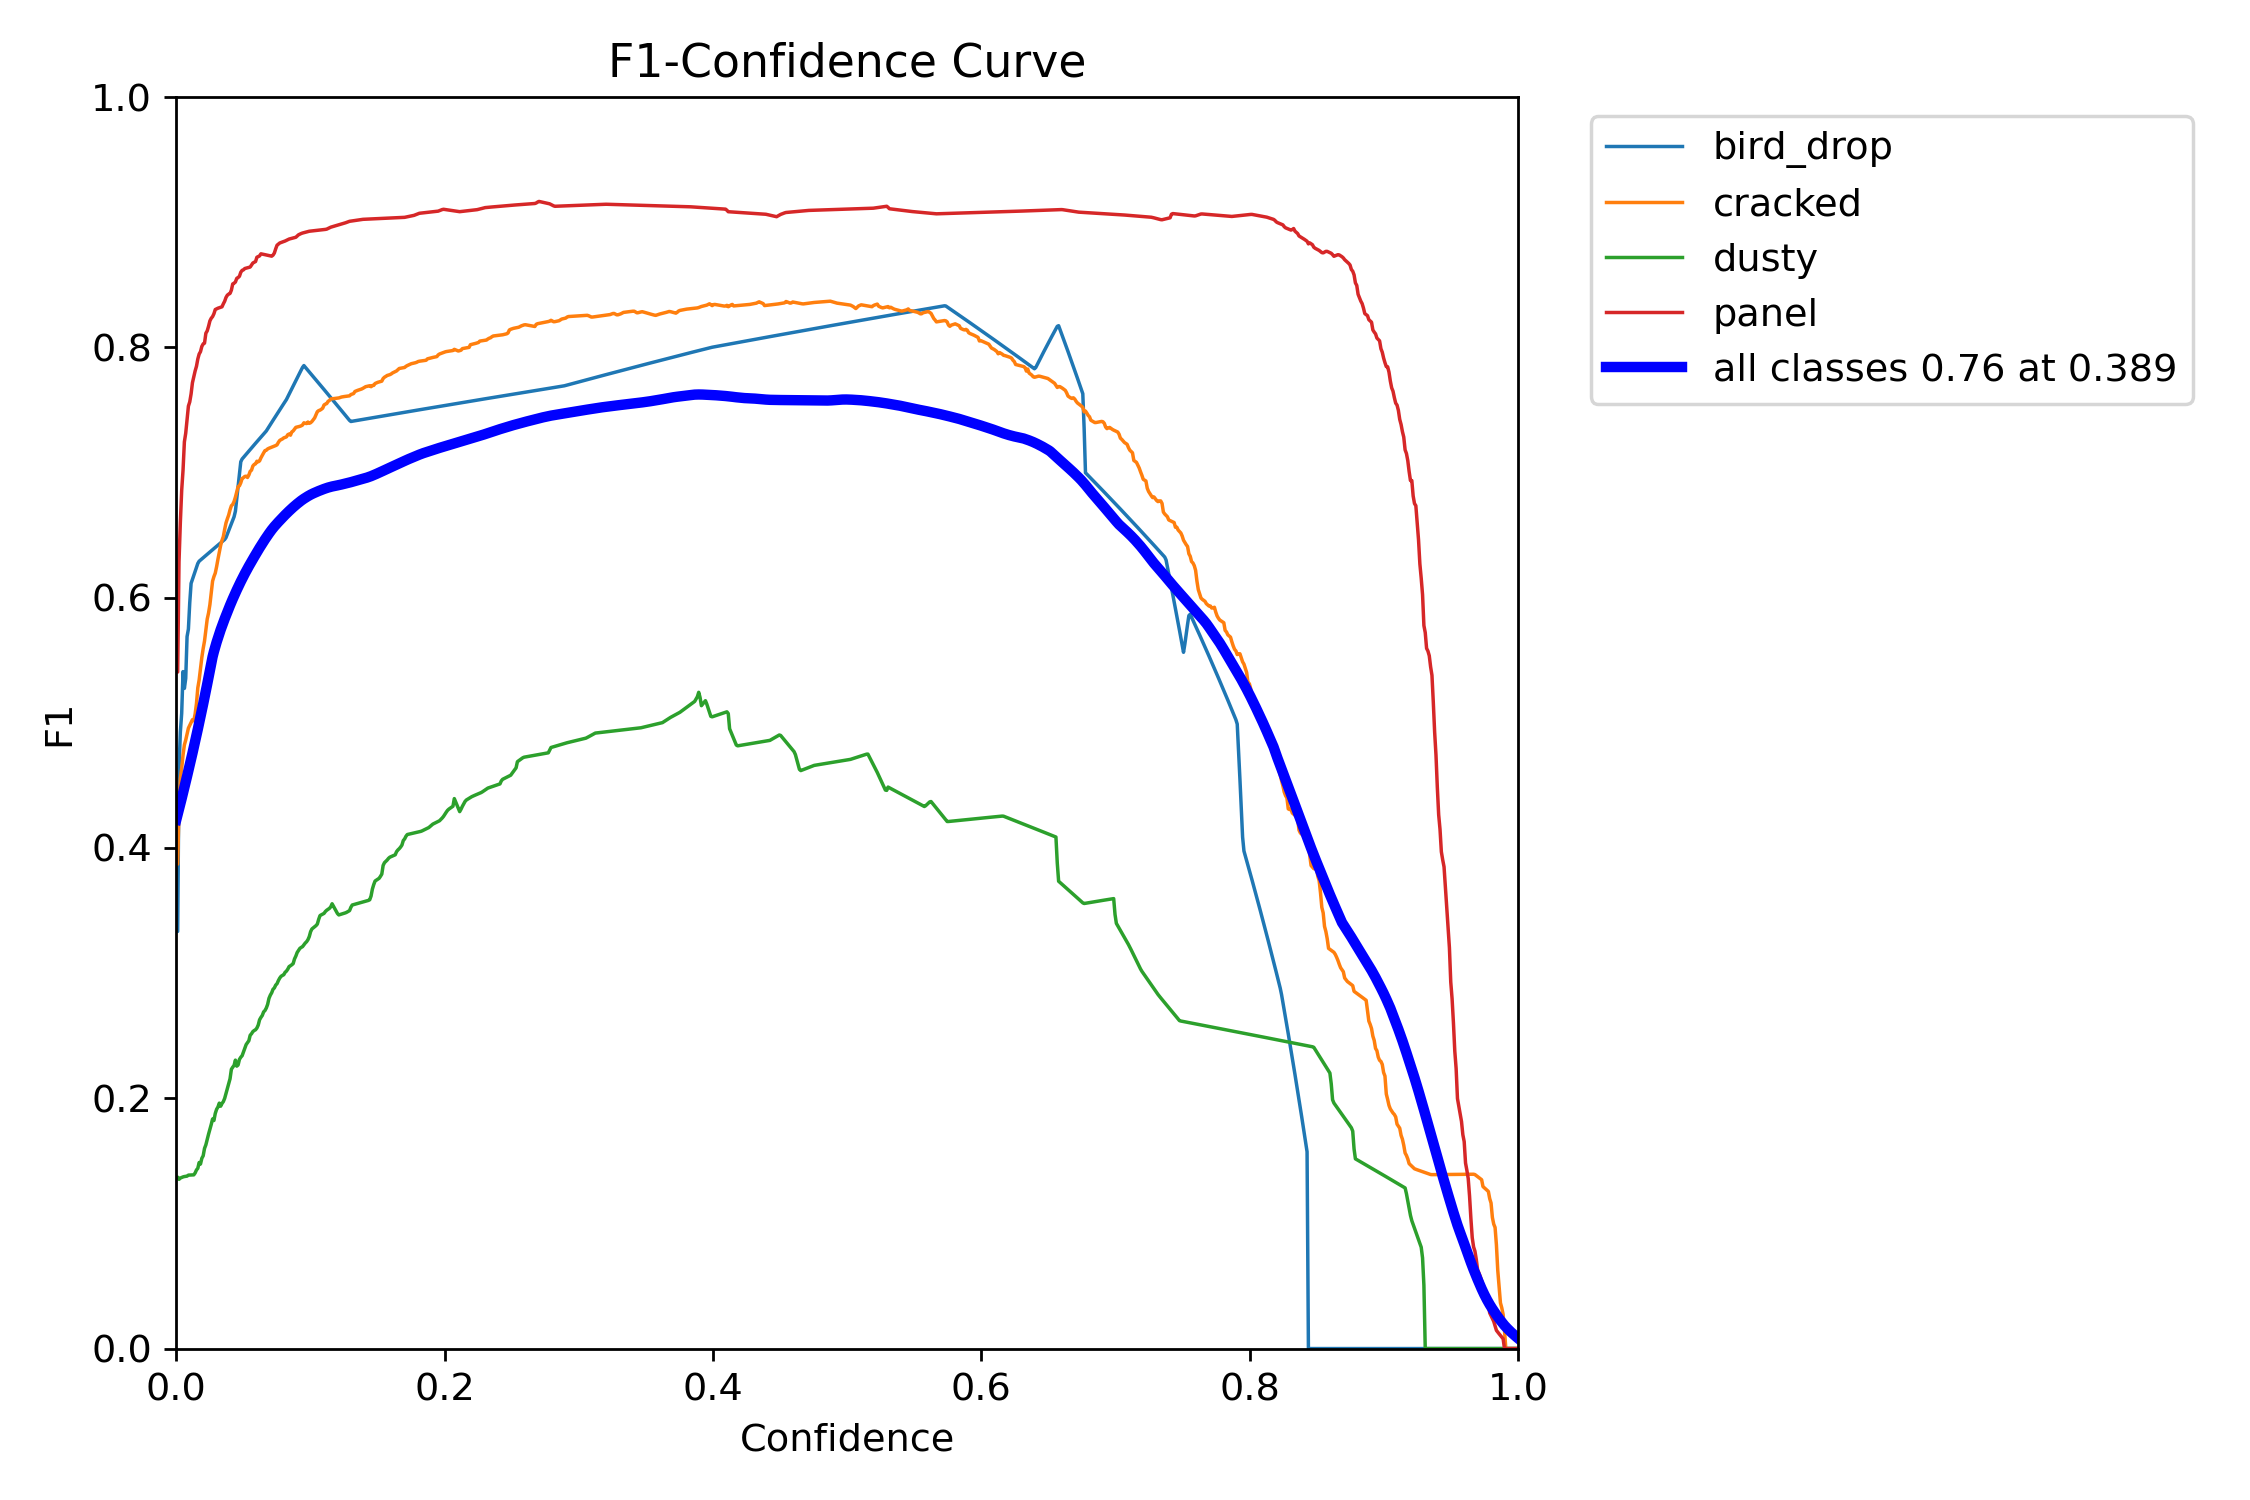 F1-Confidence Curve
1.0
0.8
0.6
0.4
0.2
0.0
F1
0.0 0.2 0.4 0.6 0.8 1.0
Confidence
bird_drop
cracked
dusty
panel
all classes 0.76 at 0.389